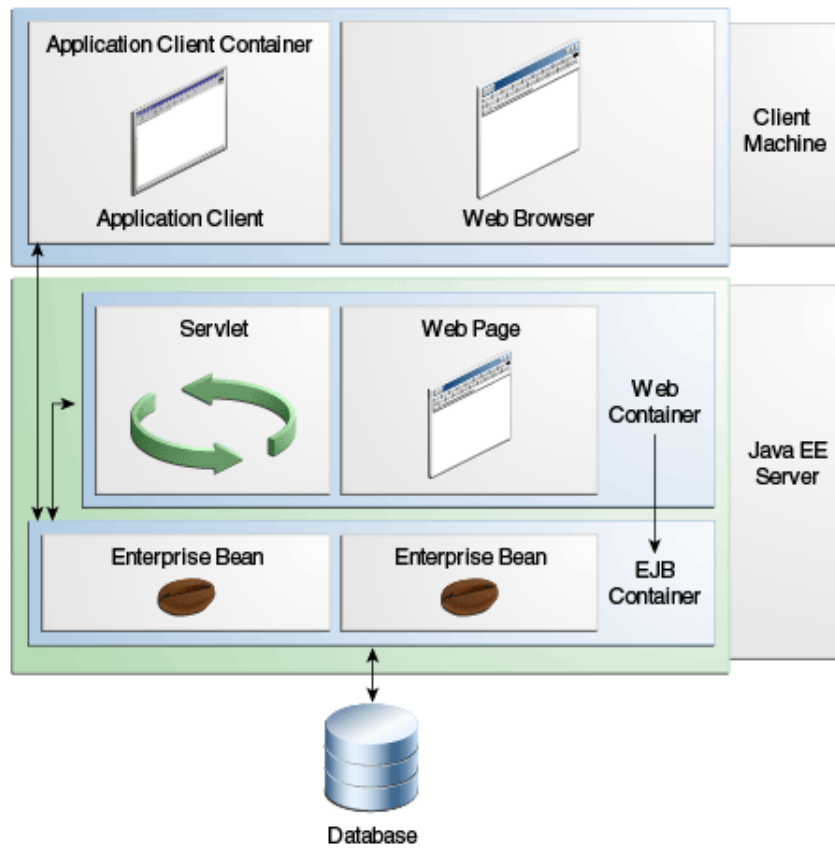 Application Client Container
Application Client
Web Browser
Client
Machine
Servlet
Web Page
Web
Container
Java EE
Server
Enterprise Bean
Enterprise Bean
EJB
Container
Database